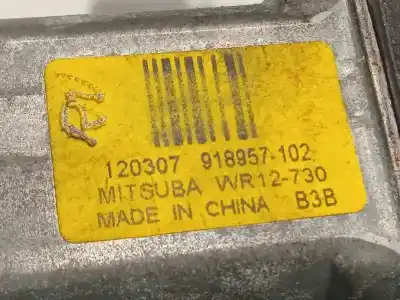 120307 918957-102
MITSUBA WR12-730
MADE IN CHINA B3B